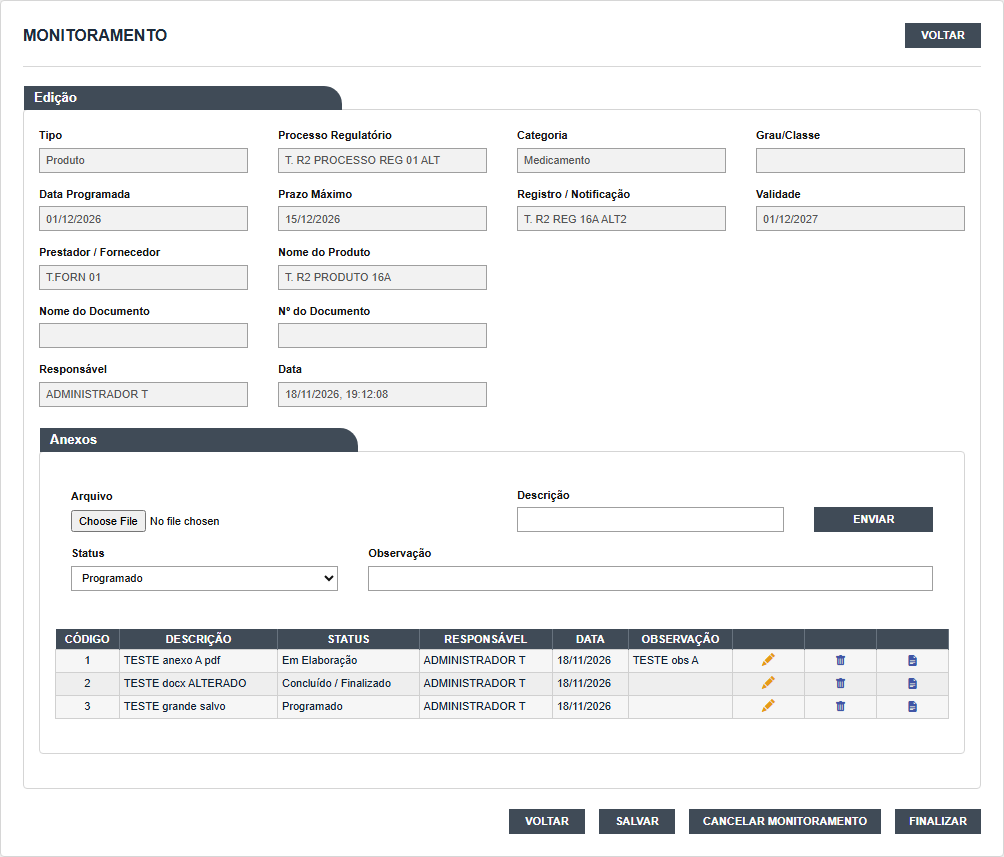 MONITORAMENTO VOLTAR
Edição
Tipo Processo Regulatório Categoria Grau/Classe
Produto T. R2 PROCESSO REG 01 ALT Medicamento
Data Programada Prazo Máximo Registro / Notificação Validade
01/12/2026 15/12/2026 T. R2 REG 16A ALT2 01/12/2027
Prestador / Fornecedor Nome do Produto
T.FORN 01 T. R2 PRODUTO 16A
Nome do Documento Nº do Documento
Responsável Data
ADMINISTRADOR T 18/11/2026, 19:12:08
Anexos
Arquivo Descrição
Choose File No file chosen ENVIAR
Status Observação
Programado
CÓDIGO DESCRIÇÃO STATUS RESPONSÁVEL DATA OBSERVAÇÃO
1 TESTE anexo A pdf Em Elaboração ADMINISTRADOR T 18/11/2026 TESTE obs A
2 TESTE docx ALTERADO Concluído / Finalizado ADMINISTRADOR T 18/11/2026
3 TESTE grande salvo Programado ADMINISTRADOR T 18/11/2026
VOLTAR SALVAR CANCELAR MONITORAMENTO FINALIZAR